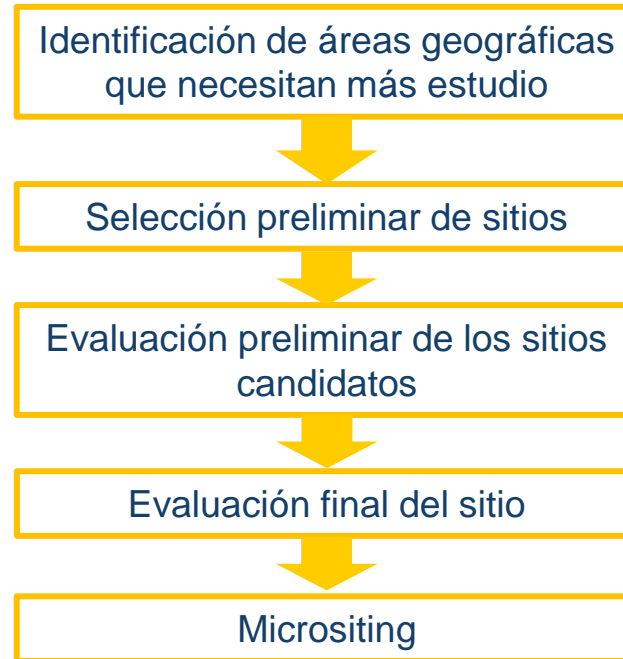 Identificación de áreas geográficas
que necesitan más estudio
Selección preliminar de sitios
Evaluación preliminar de los sitios
candidatos
Evaluación final del sitio
Micrositing